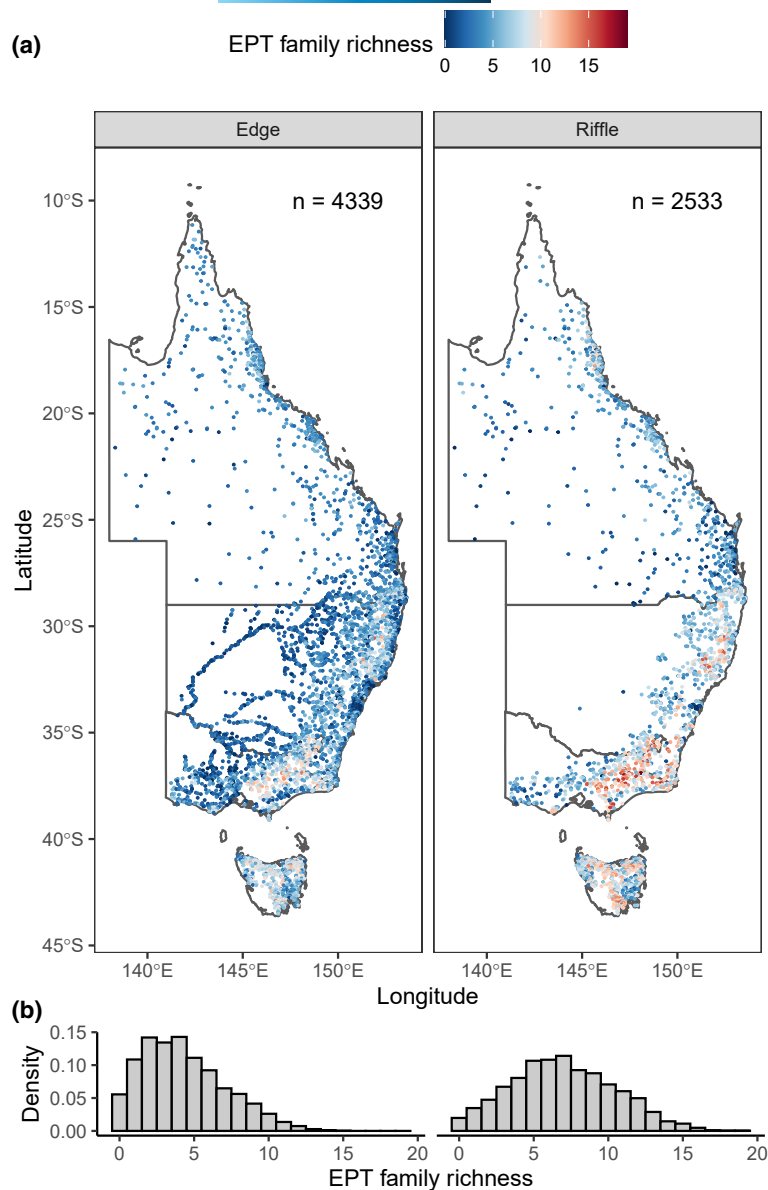 (a)
EPT family richness
0 5 10 15
Edge Riffle
n = 4339 n = 2533
10°S
15°S
20°S
25°S
30°S
35°S
40°S
45°S
Latitude
140°E 145°E 150°E 140°E 145°E 150°E
Longitude
(b)
0.15
0.10
0.05
0.00
Density
0 5 10 15 20 0 5 10 15 20
EPT family richness